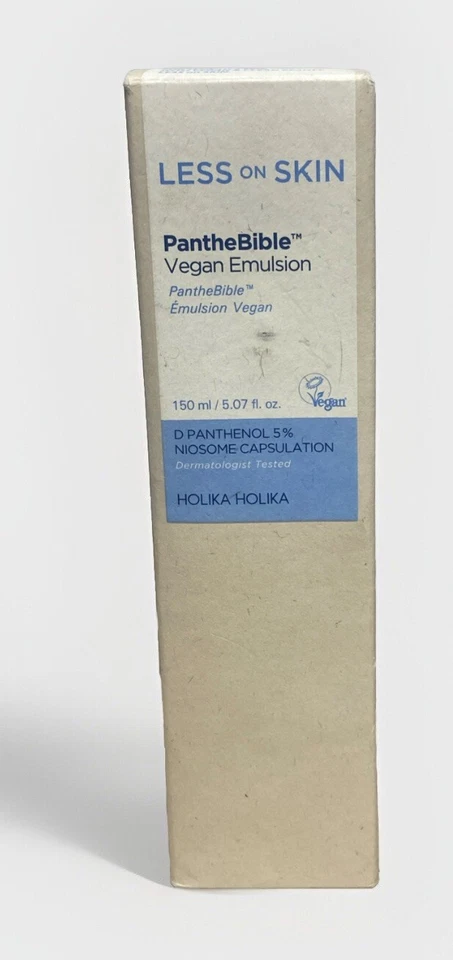 LESS ON SKIN
PantheBible™
Vegan Emulsion
PantheBible™
Émulsion Vegan
150 ml / 5.07 fl. oz.
Vegan
D PANTHENOL 5%
NIOSOME CAPSULATION
Dermatologist Tested
HOLIKA HOLIKA